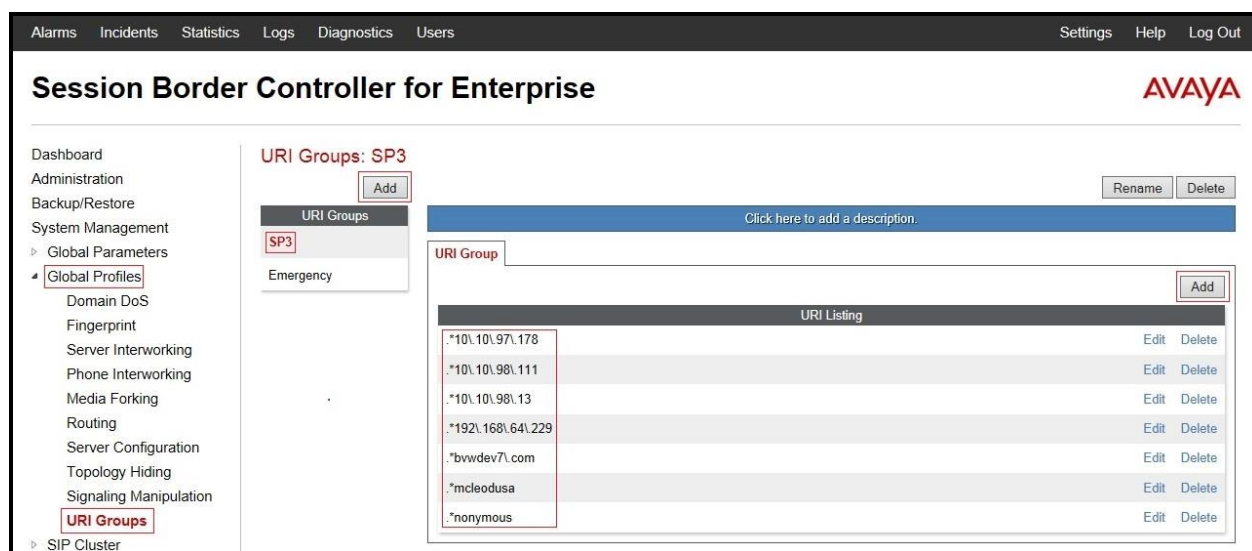 Alarms Incidents Statistics Logs Diagnostics Users Settings Help Log Out
Session Border Controller for Enterprise
AVAYA
Dashboard
Administration
Backup/Restore
System Management
Global Parameters
Global Profiles
Domain DoS
Fingerprint
Server Interworking
Phone Interworking
Media Forking
Routing
Server Configuration
Topology Hiding
Signaling Manipulation
URI Groups
SIP Cluster
URI Groups: SP3
Add
Rename Delete
URI Groups
SP3
Emergency
Click here to add a description.
URI Group
Add
URI Listing
.*10\.10\.97\.178 Edit Delete
.*10\.10\.98\.111 Edit Delete
.*10\.10\.98\.13 Edit Delete
.*192\.168\.64\.229 Edit Delete
.*bvwdev7\.com Edit Delete
.*mcleodusa Edit Delete
.*nonymous Edit Delete